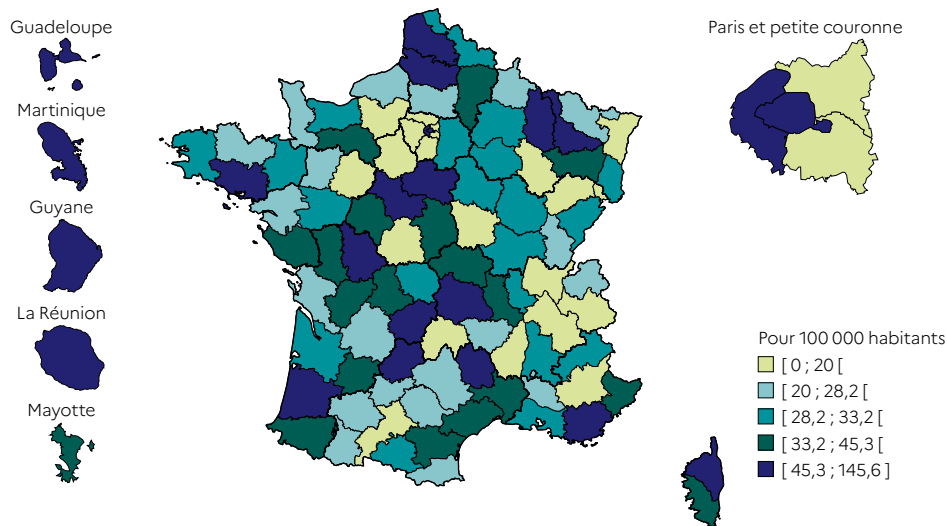 Guadeloupe
Martinique
Guyane
La Réunion
Mayotte
Paris et petite couronne
Pour 100 000 habitants
[ 0 ; 20 [
[ 20 ; 28,2 [
[ 28,2 ; 33,2 [
[ 33,2 ; 45,3 [
[ 45,3 ; 145,6 ]